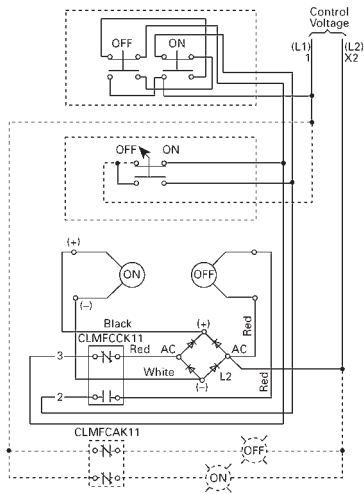 Control
Voltage
(L1) (L2)
1 X2
OFF ON
OFF ON
(+)
ON OFF
(−)
Black
(+)
CLMFCCK11
Red
3 Red AC AC
White L2
(−)
Red
2
CLMFCAK11
OFF
ON